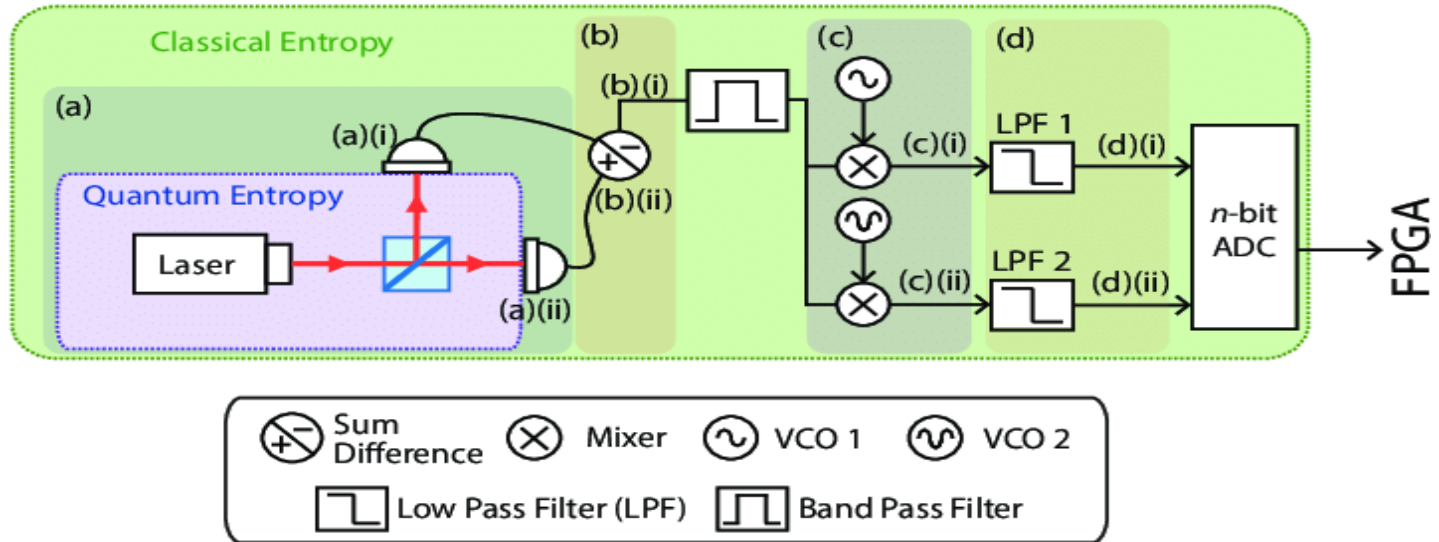 Classical Entropy
(a)
(a)(i)
Quantum Entropy
Laser
(a)(ii)
(b)
(b)(i)
(b)(ii)
(c)
(c)(i)
(c)(ii)
(d)
LPF 1
(d)(i)
LPF 2
(d)(ii)
n-bit
ADC
FPGA
Sum
Difference
Mixer
VCO 1
VCO 2
Low Pass Filter (LPF)
Band Pass Filter